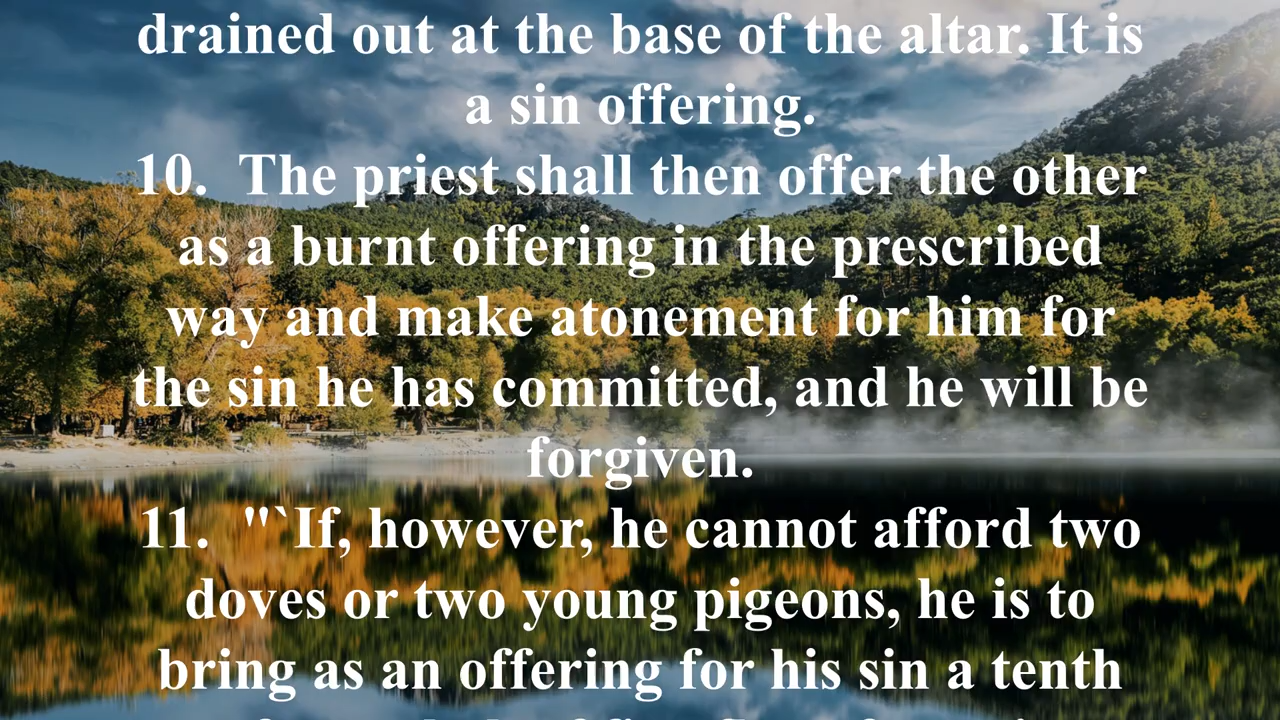 drained out at the base of the altar. It is
a sin offering.
10.  The priest shall then offer the other
as a burnt offering in the prescribed
way and make atonement for him for
the sin he has committed, and he will be
forgiven.
11.  "`If, however, he cannot afford two
doves or two young pigeons, he is to
bring as an offering for his sin a tenth